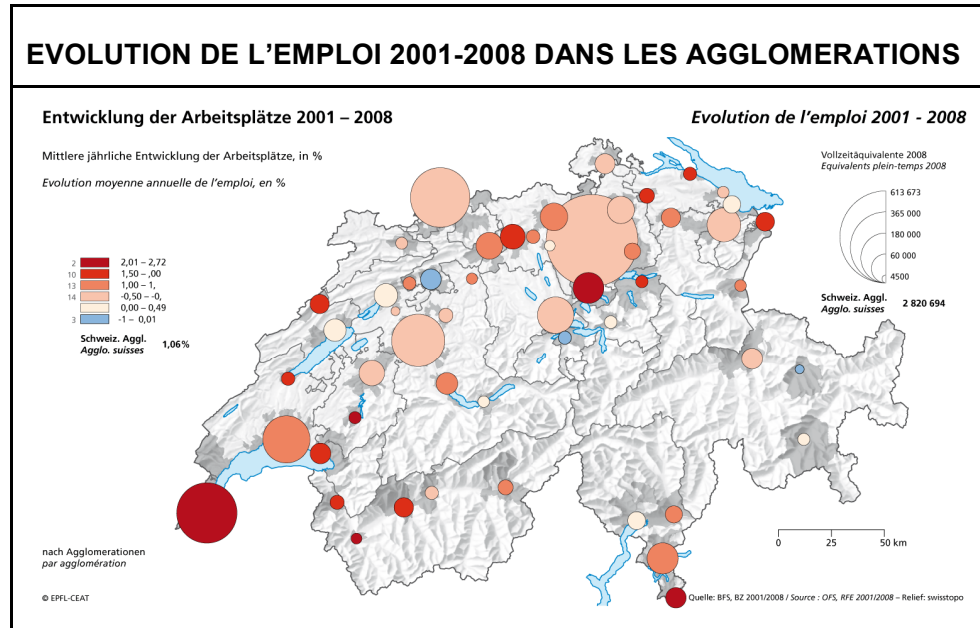 EVOLUTION DE L’EMPLOI 2001-2008 DANS LES AGGLOMERATIONS
Entwicklung der Arbeitsplätze 2001 – 2008
Evolution de l’emploi 2001 - 2008
Mittlere jährliche Entwicklung der Arbeitsplätze, in %
Evolution moyenne annuelle de l’emploi, en %
Vollzeitäquivalente 2008
Equivalents plein-temps 2008
613 673
365 000
180 000
60 000
4500
Schweiz. Aggl.
Agglo. suisses
2 820 694
2 2,01 – 2,72
10 1,50 – ,00
13 1,00 – 1,
14 -0,50 – -0,
0,00 – 0,49
3 -1 – 0,01
Schweiz. Aggl.
Agglo. suisses
1,06%
0 25 50 km
nach Agglomerationen
par agglomération
© EPFL-CEAT
Quelle: BFS, BZ 2001/2008 / Source : OFS, RFE 2001/2008 – Relief: swisstopo